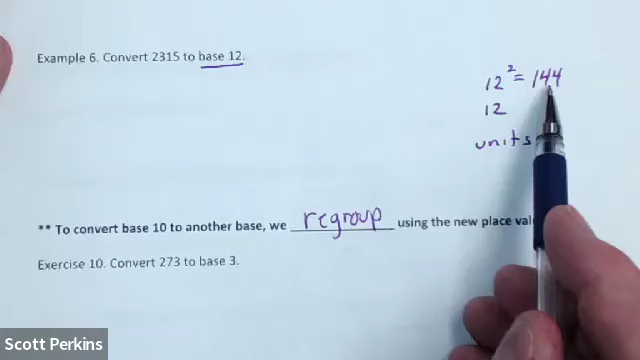 Example 6. Convert 2315 to base 12.
12² = 144
12
units
** To convert base 10 to another base, we regroup using the new place
Exercise 10. Convert 273 to base 3.
Scott Perkins